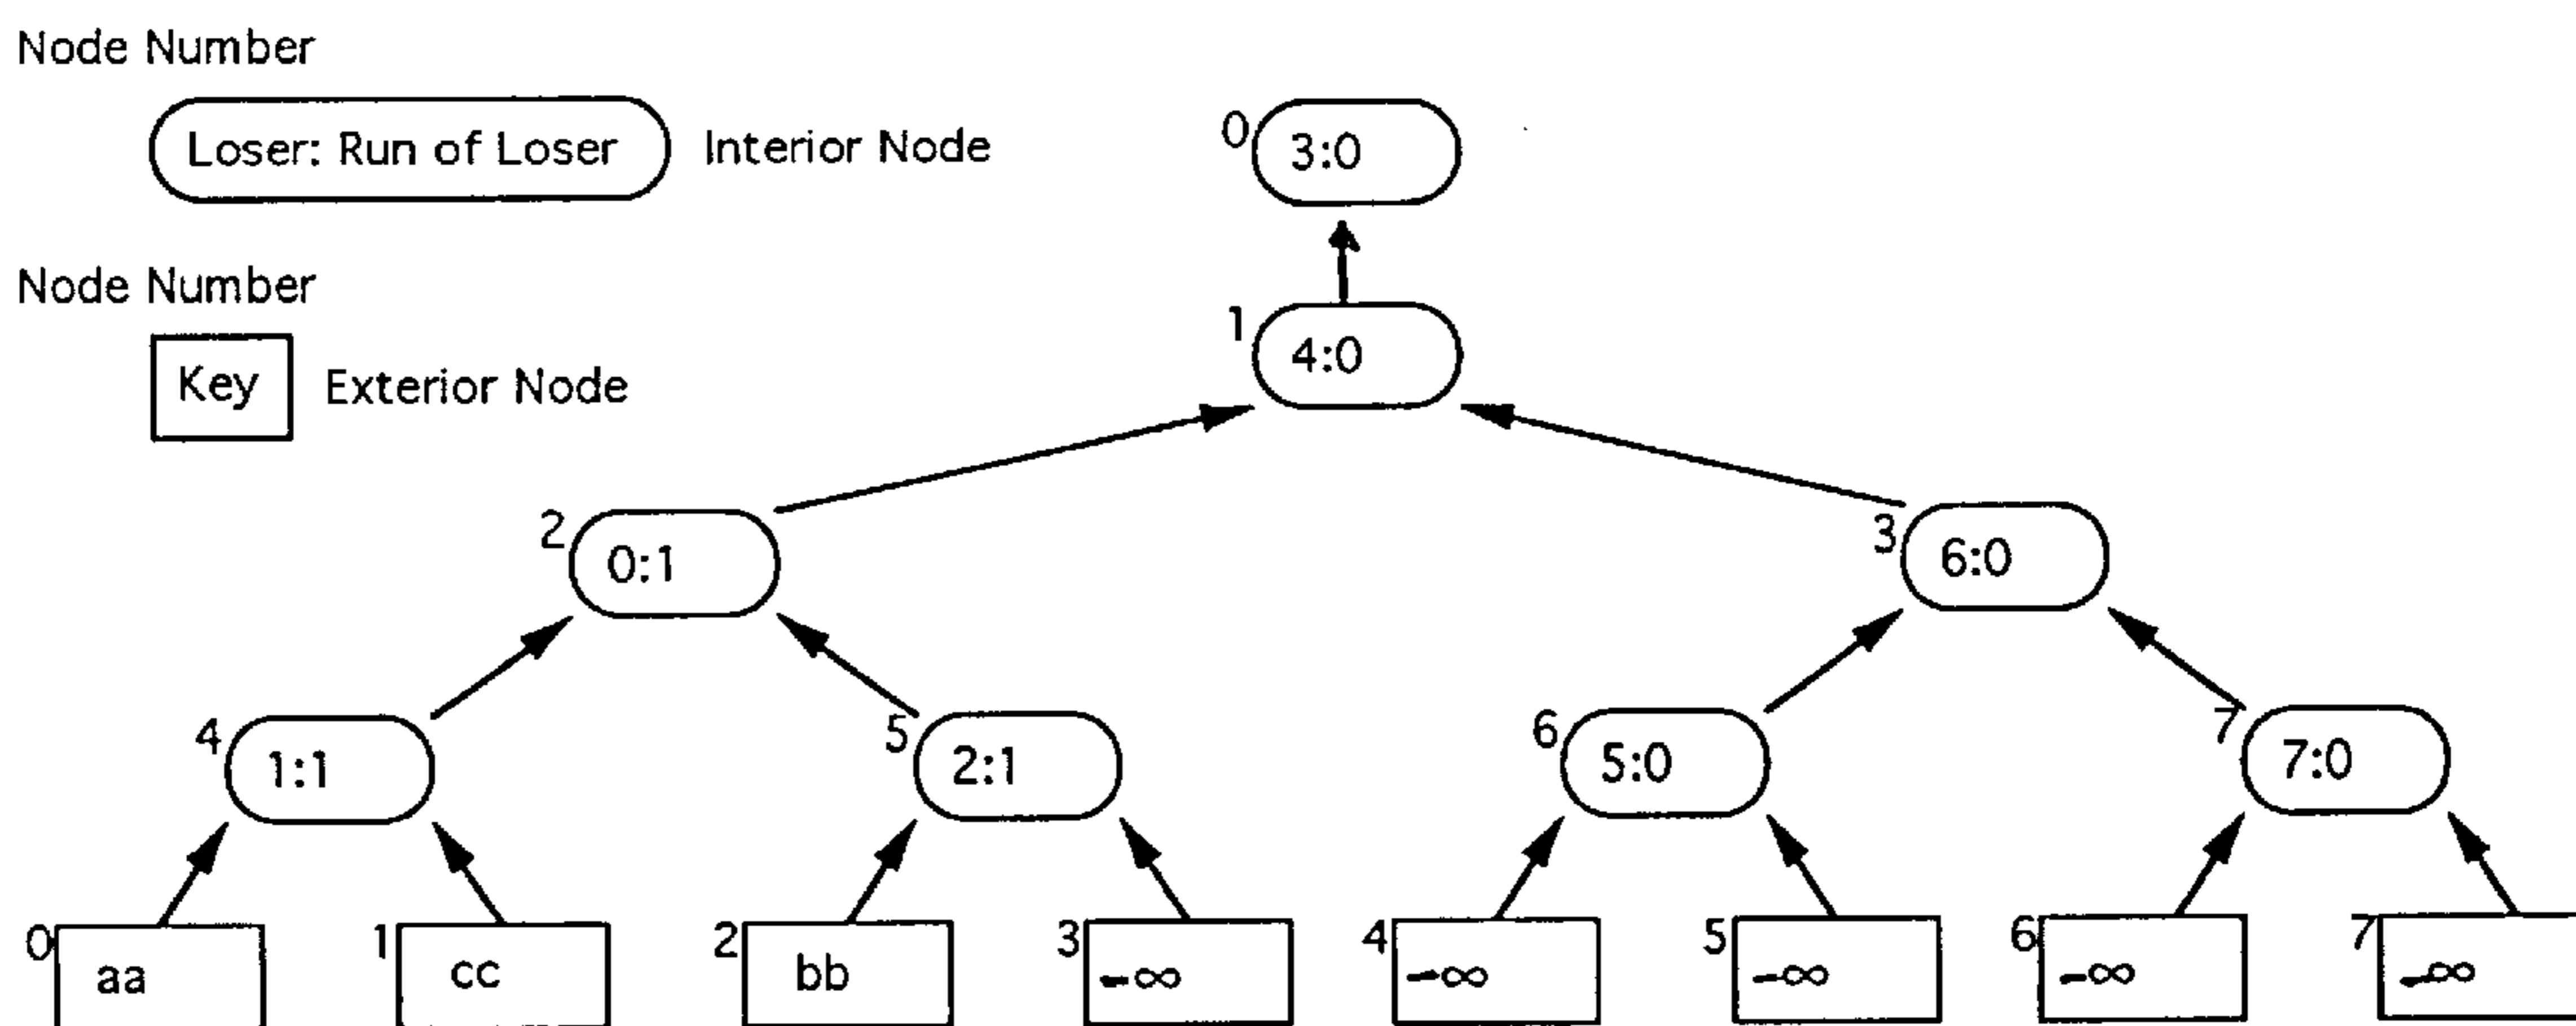 Node Number
Loser: Run of Loser Interior Node
Node Number
Key Exterior Node
0 3:0
1 4:0
2 0:1
3 6:0
4 1:1
5 2:1
6 5:0
7 7:0
0 aa
1 cc
2 bb
3 -∞
4 -∞
5 -∞
6 -∞
7 -∞